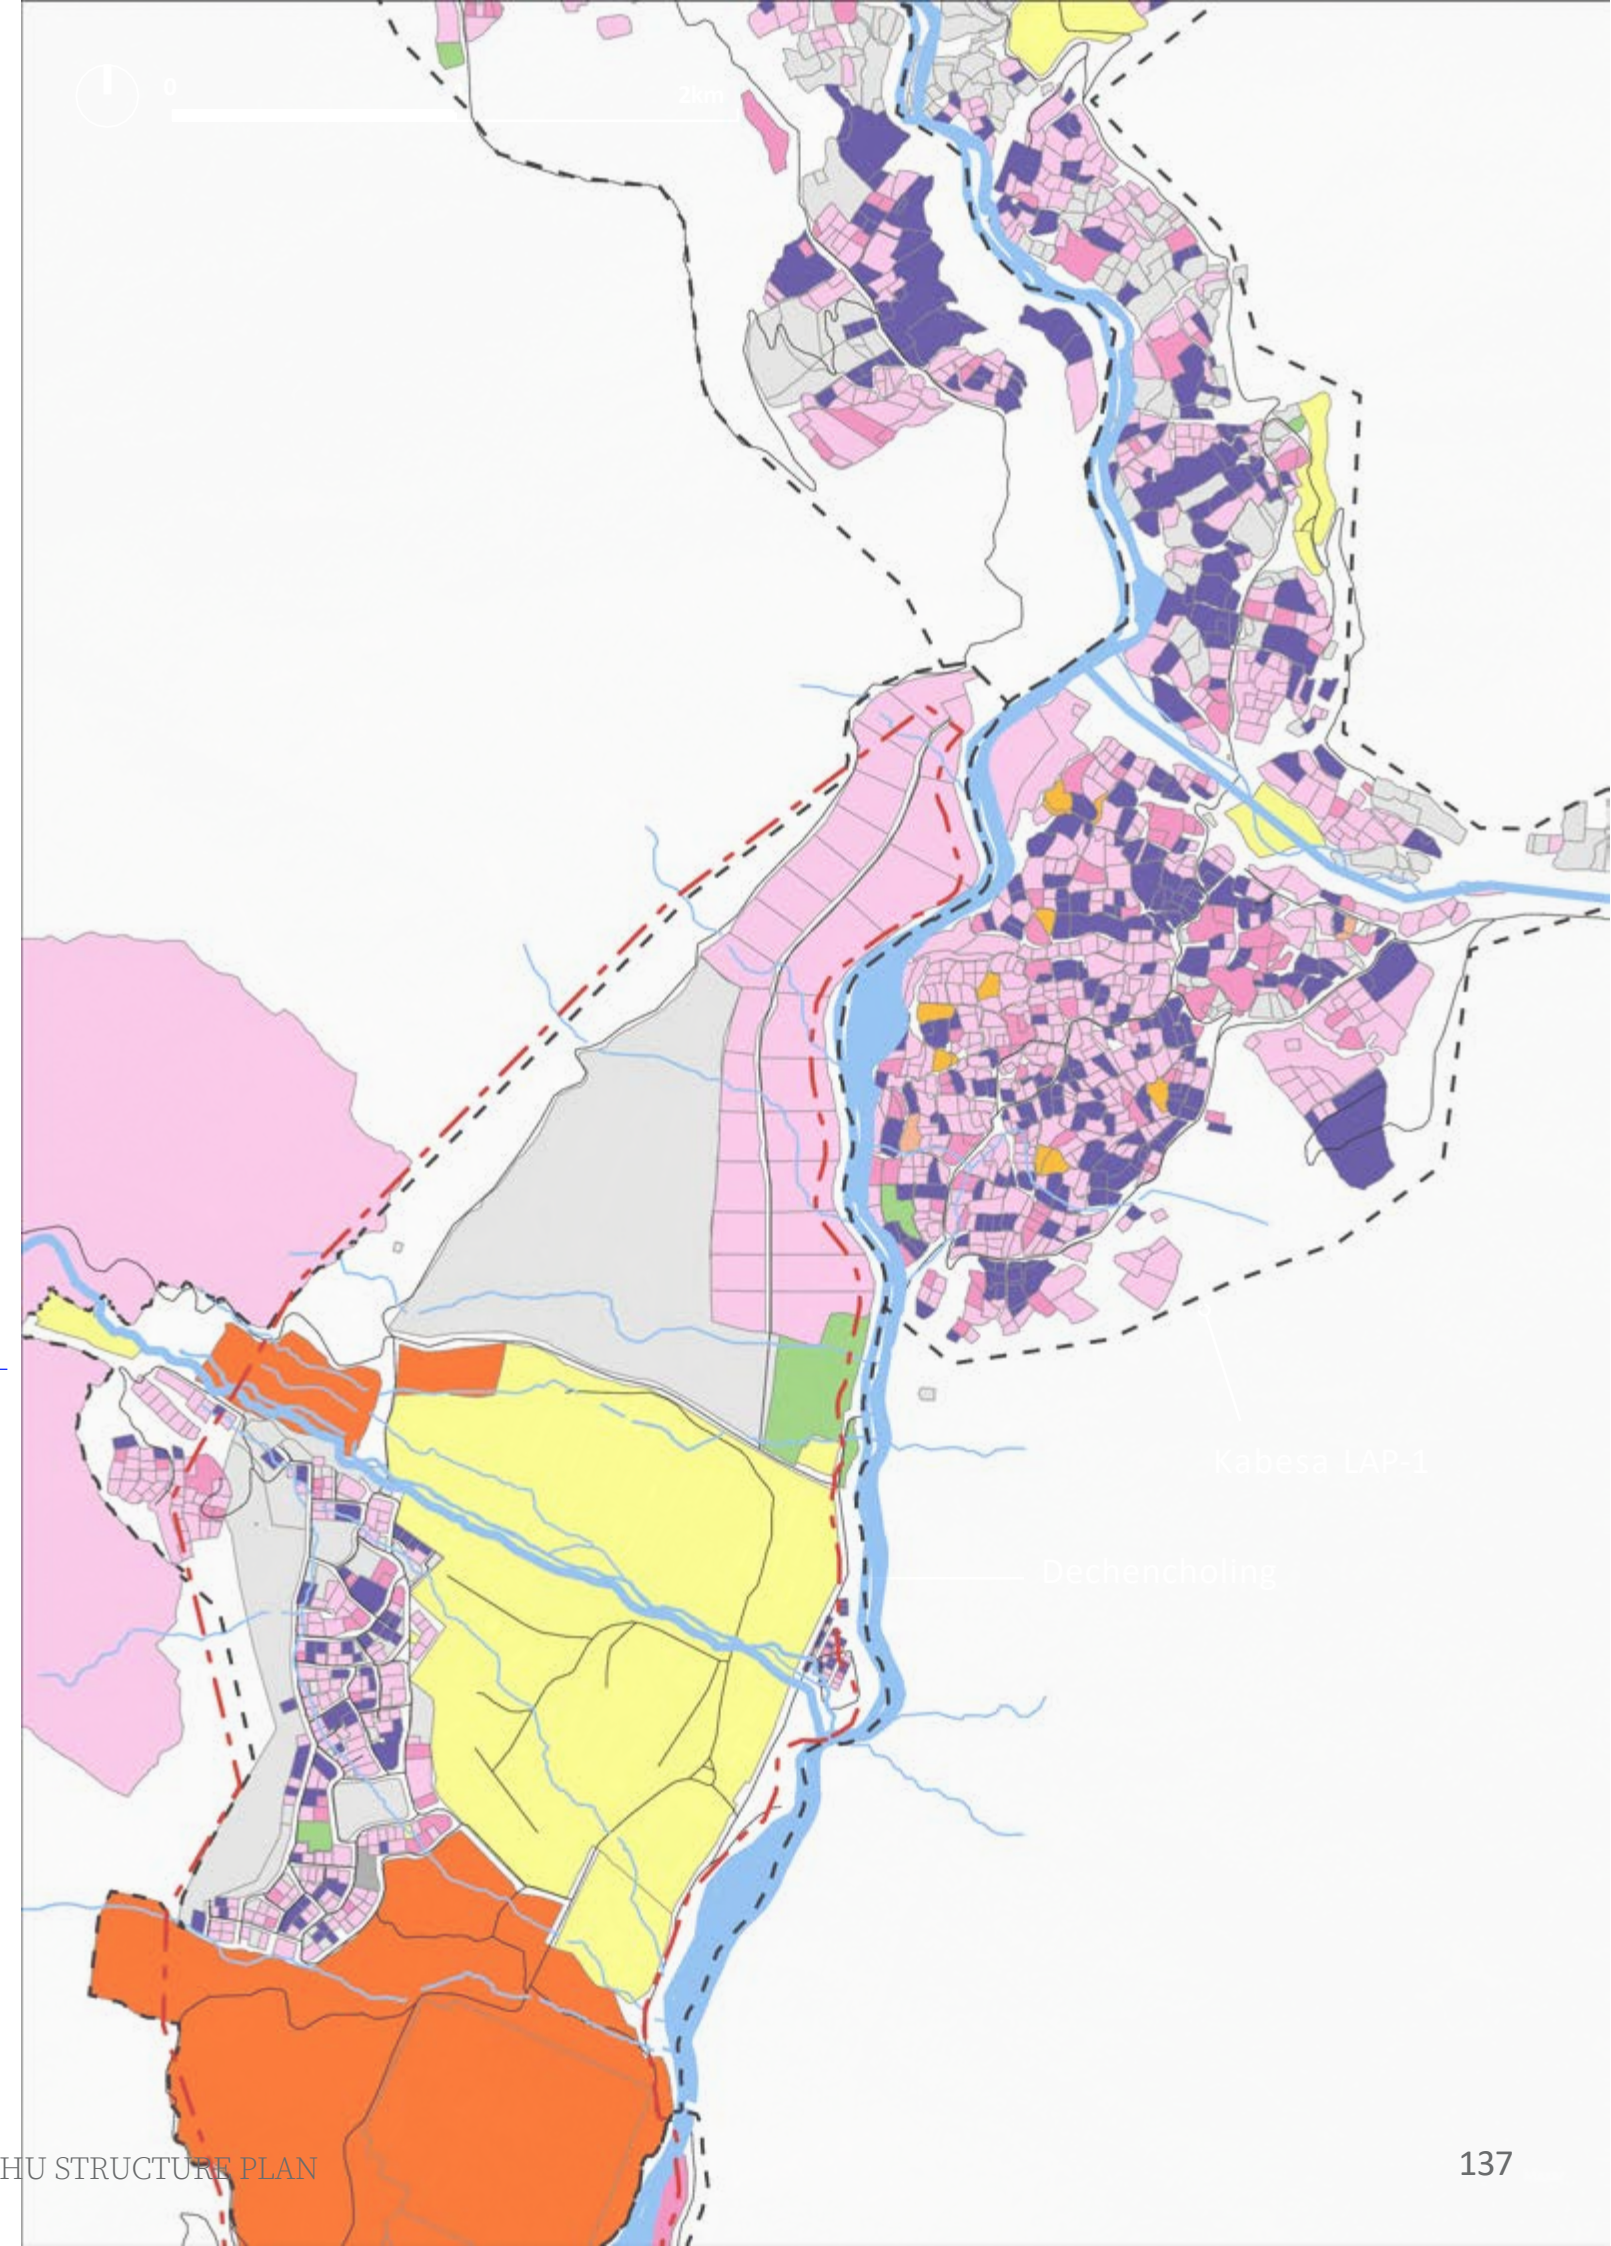 0
2km
Kabesa LAP-1
Dechencholing
HU STRUCTURE PLAN
137